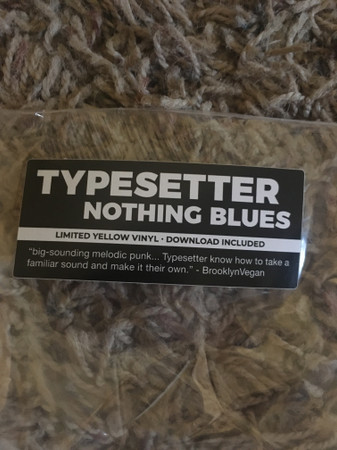 TYPESETTER
NOTHING BLUES
LIMITED YELLOW VINYL • DOWNLOAD INCLUDED
"big-sounding melodic punk... Typesetter know how to take a
familiar sound and make it their own." - BrooklynVegan